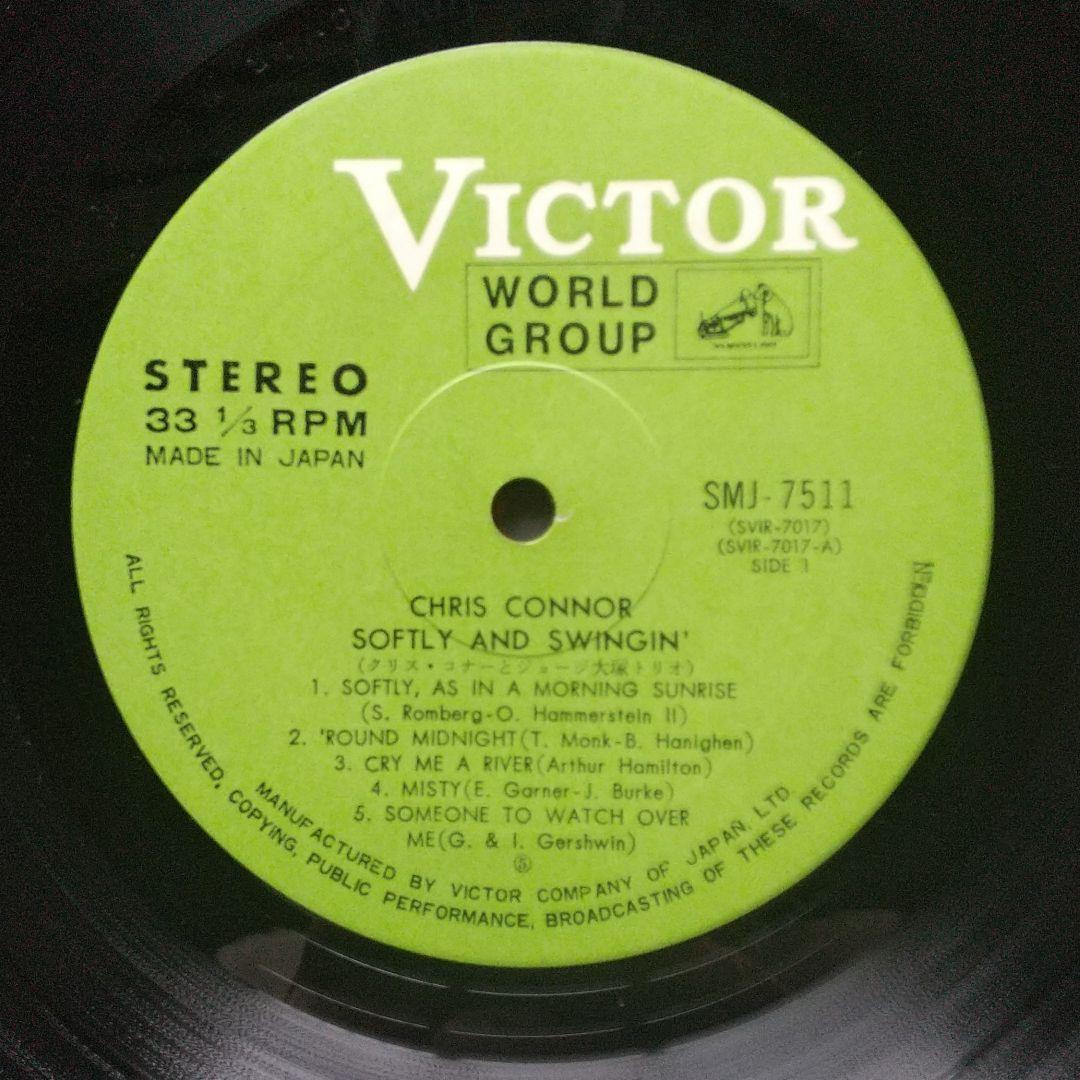 VICTOR
WORLD
GROUP
STEREO
33 1/3 RPM
MADE IN JAPAN
SMJ-7511
(SVIR-7017)
(SVIR-7017-A)
SIDE 1
CHRIS CONNOR
SOFTLY AND SWINGIN'
(クリス・コナーとジョージ大塚トリオ)
1. SOFTLY, AS IN A MORNING SUNRISE
(S. Romberg-O. Hammerstein II)
2. 'ROUND MIDNIGHT(T. Monk-B. Hanighen)
3. CRY ME A RIVER(Arthur Hamilton)
4. MISTY(E. Garner-J. Burke)
5. SOMEONE TO WATCH OVER
ME(G. & I. Gershwin)
MANUFACTURED BY VICTOR COMPANY OF JAPAN, LTD.
ALL RIGHTS RESERVED, COPYING, PUBLIC PERFORMANCE, BROADCASTING OF THESE RECORDS ARE FORBIDDEN